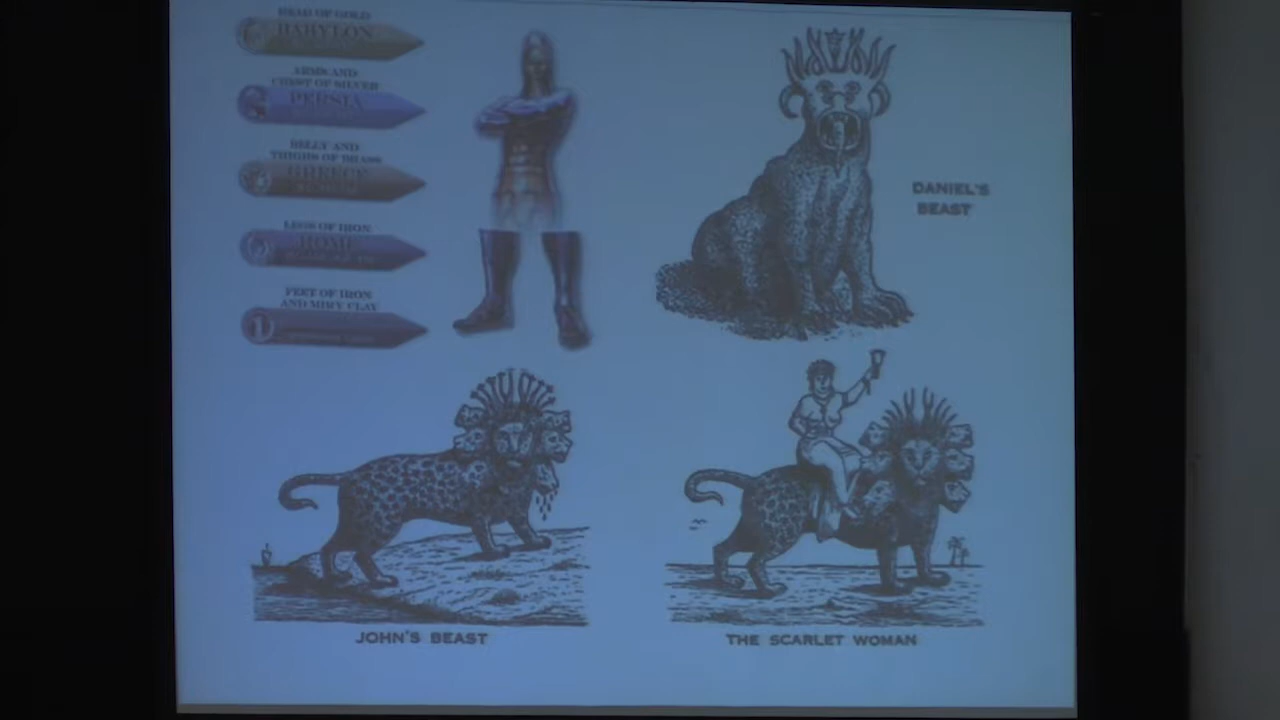 HEAD OF GOLD
BABYLON
ARMS AND
CHEST OF SILVER
PERSIA
BELLY AND
THIGHS OF BRASS
GREECE
LEGS OF IRON
ROME
FEET OF IRON
AND MIRY CLAY
DANIEL'S
BEAST
JOHN'S BEAST
THE SCARLET WOMAN